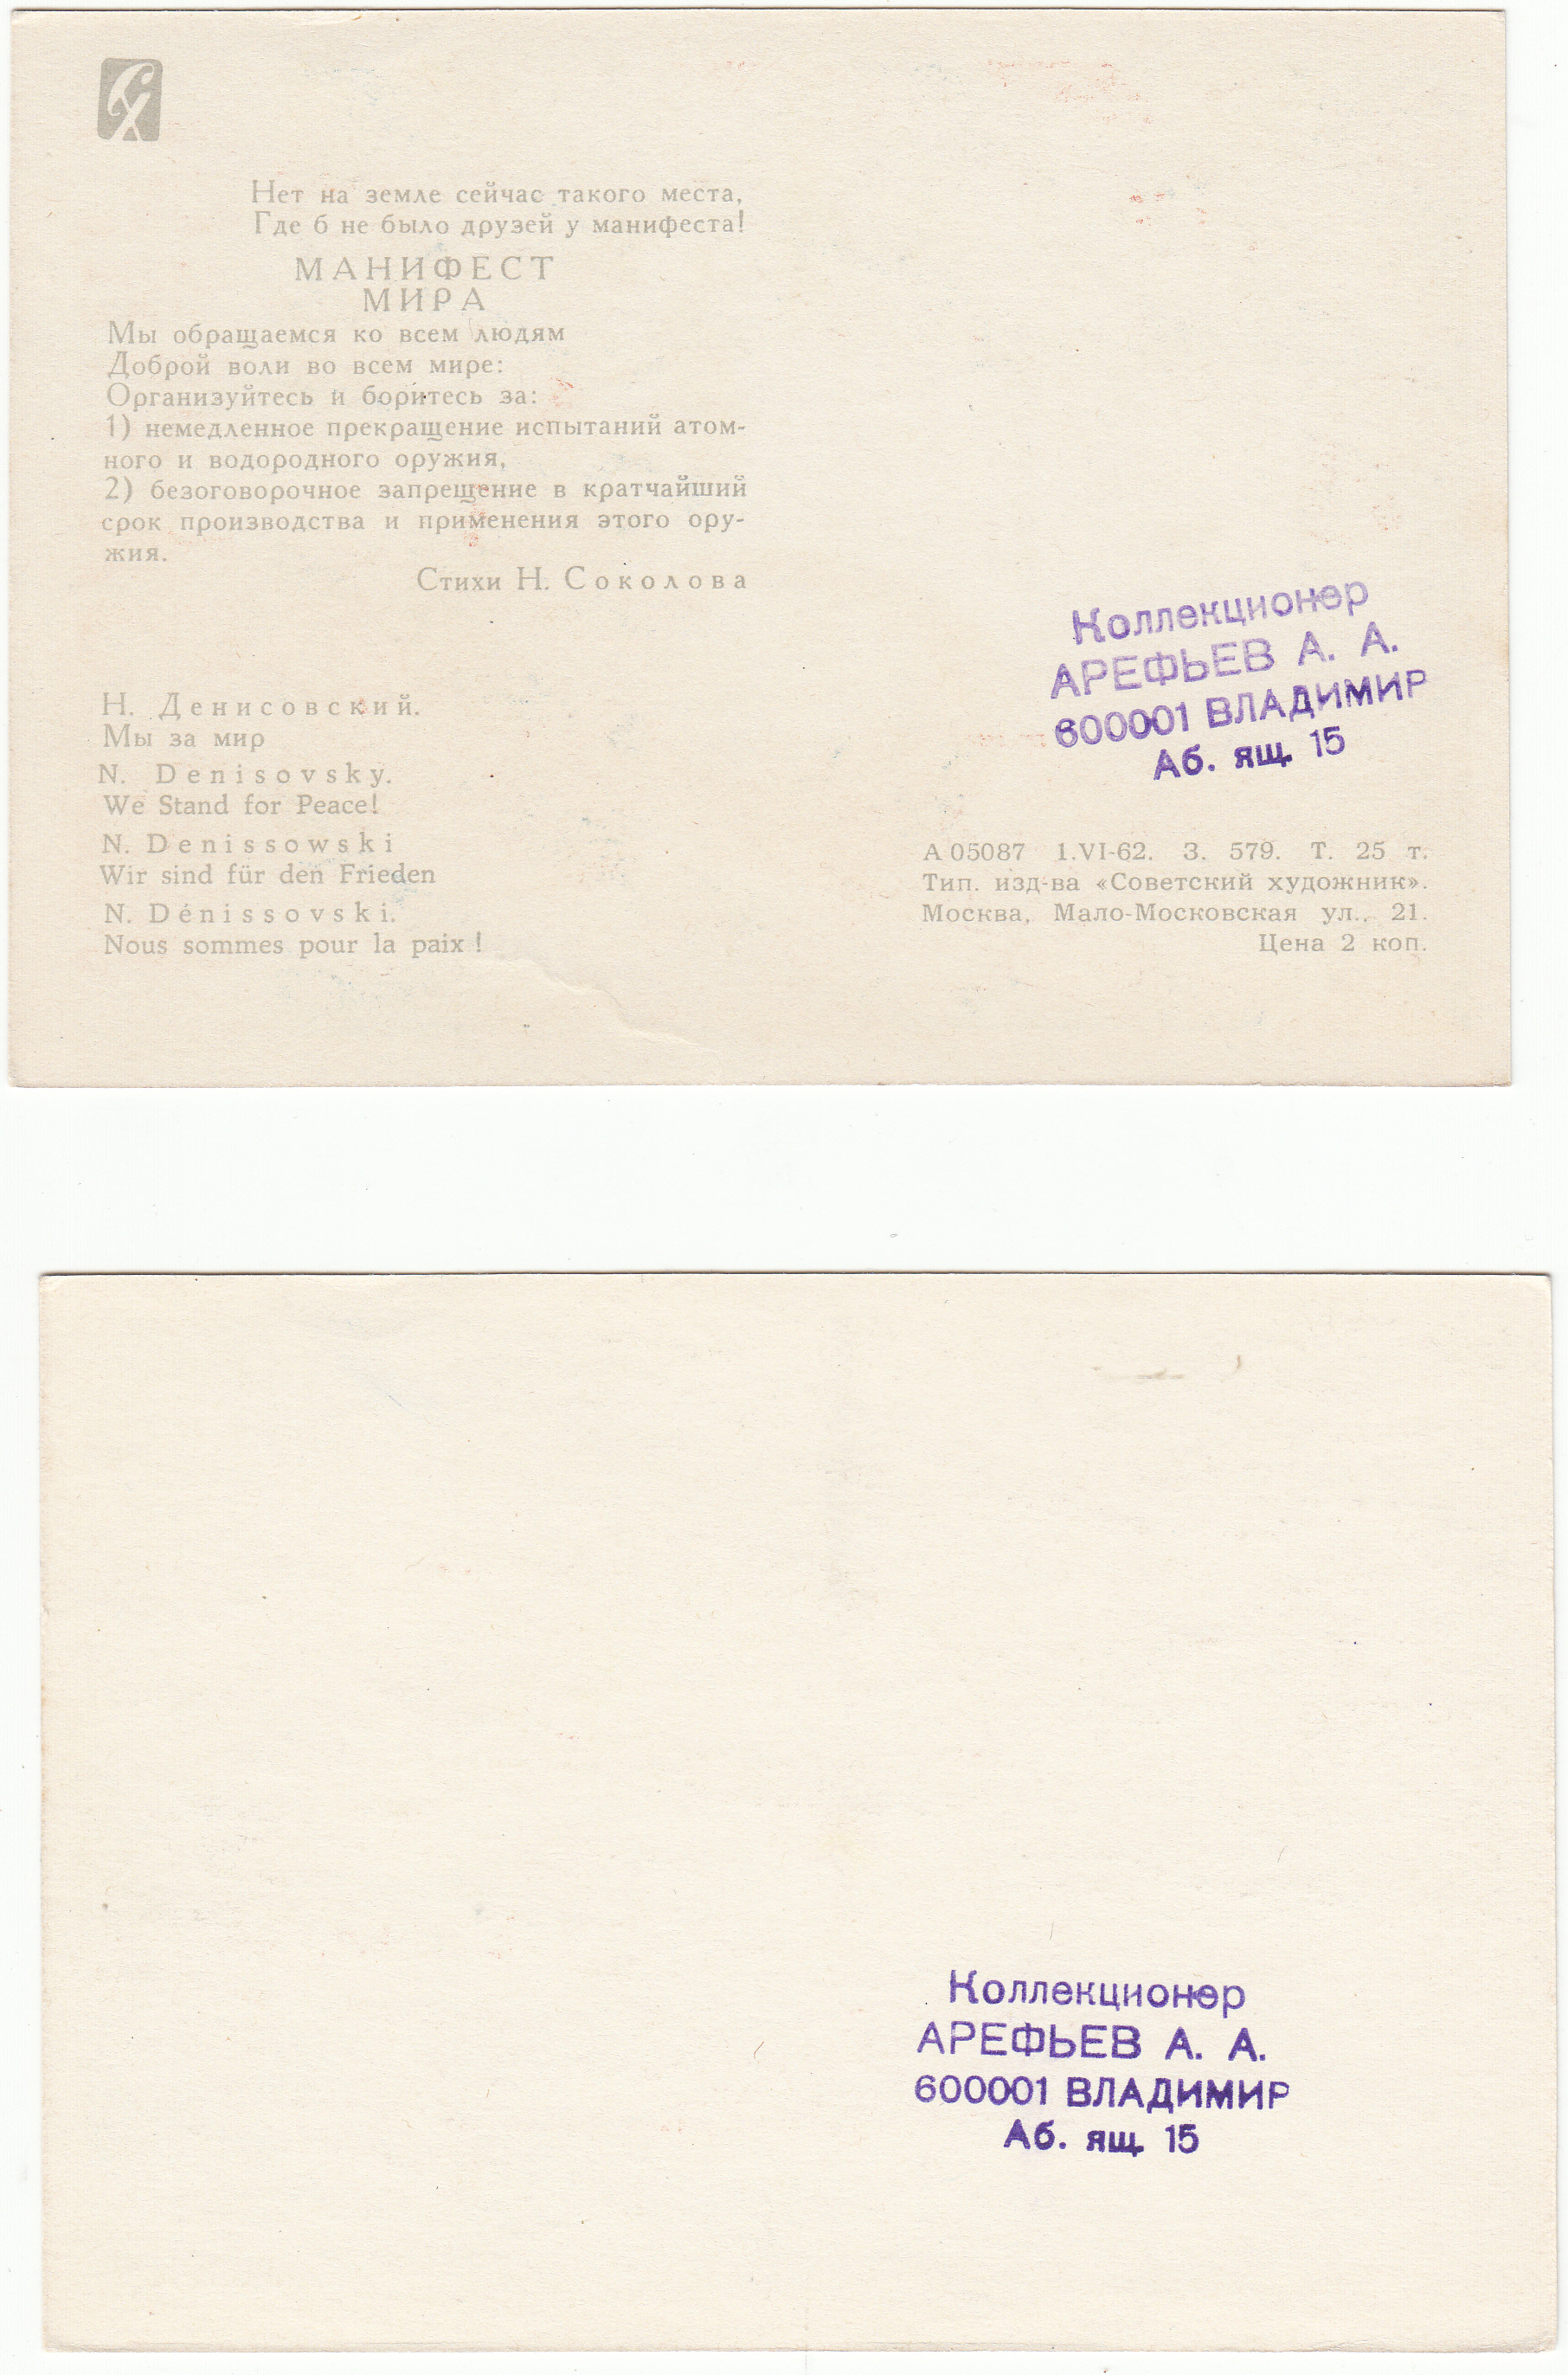 СХ
Нет на земле сейчас такого места,
Где б не было друзей у манифеста!
МАНИФЕСТ
МИРА
Мы обращаемся ко всем людям
Доброй воли во всем мире:
Организуйтесь и боритесь за:
1) немедленное прекращение испытаний атом-
ного и водородного оружия,
2) безоговорочное запрещение в кратчайший
срок производства и применения этого ору-
жия.
Стихи Н. Соколова
Н. Денисовский.
Мы за мир
N. Denisovsky.
We Stand for Peace!
N. Denissowski
Wir sind für den Frieden
N. Dénissovski.
Nous sommes pour la paix !
Коллекционер
АРЕФЬЕВ А. А.
600001 ВЛАДИМИР
Аб. ящ. 15
А 05087 1.VI-62. З. 579. Т. 25 т.
Тип. изд-ва «Советский художник».
Москва, Мало-Московская ул., 21.
Цена 2 коп.
Коллекционер
АРЕФЬЕВ А. А.
600001 ВЛАДИМИР
Аб. ящ. 15